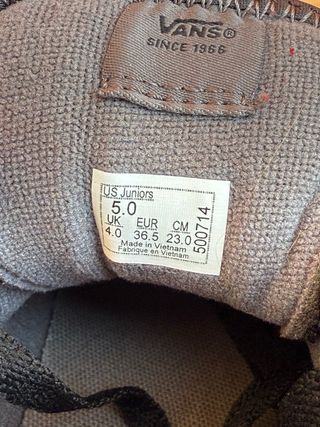 VANS®
SINCE 1966
US Juniors
5.0
UK EUR CM
4.0 36.5 23.0
Made in Vietnam
Fabriqué en Vietnam
500714